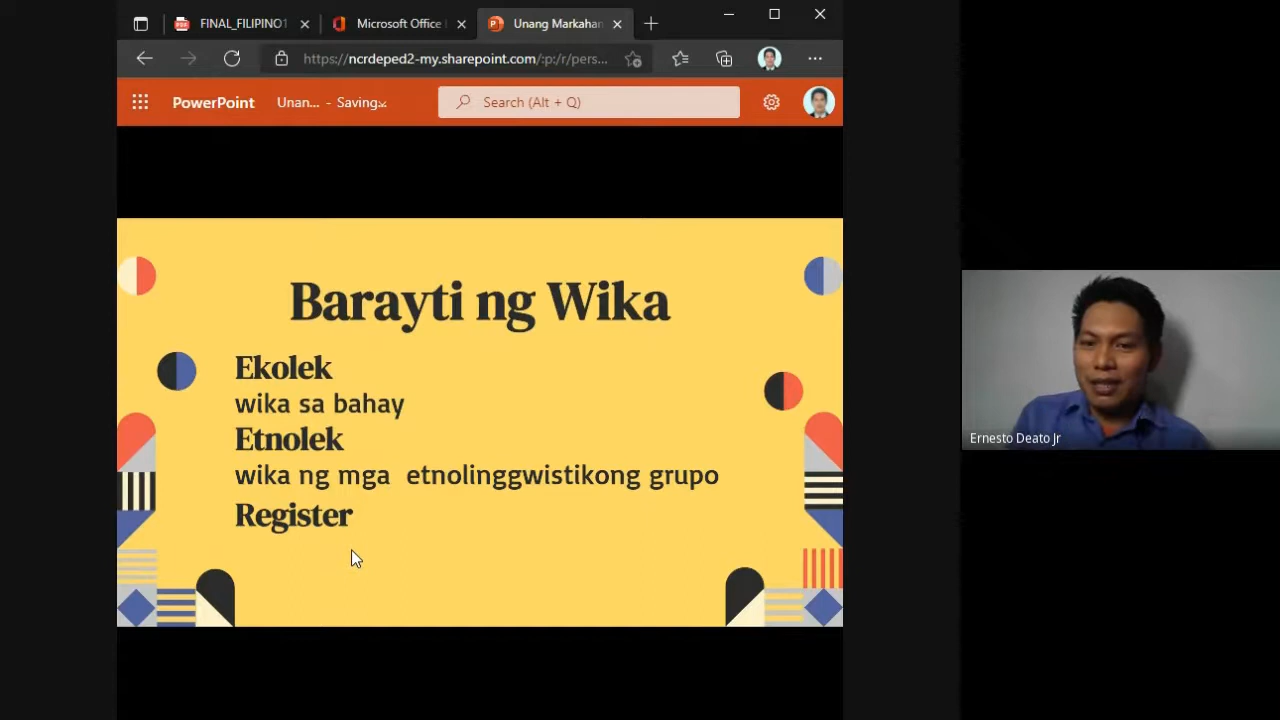 FINAL_FILIPINO1
Microsoft Office
Unang Markahan
https://ncrdeped2-my.sharepoint.com/:p:/r/pers...
PowerPoint
Unan... - Saving...
Search (Alt + Q)
Barayti ng Wika
Ekolek
wika sa bahay
Etnolek
wika ng mga etnolinggwistikong grupo
Register
Ernesto Deato Jr